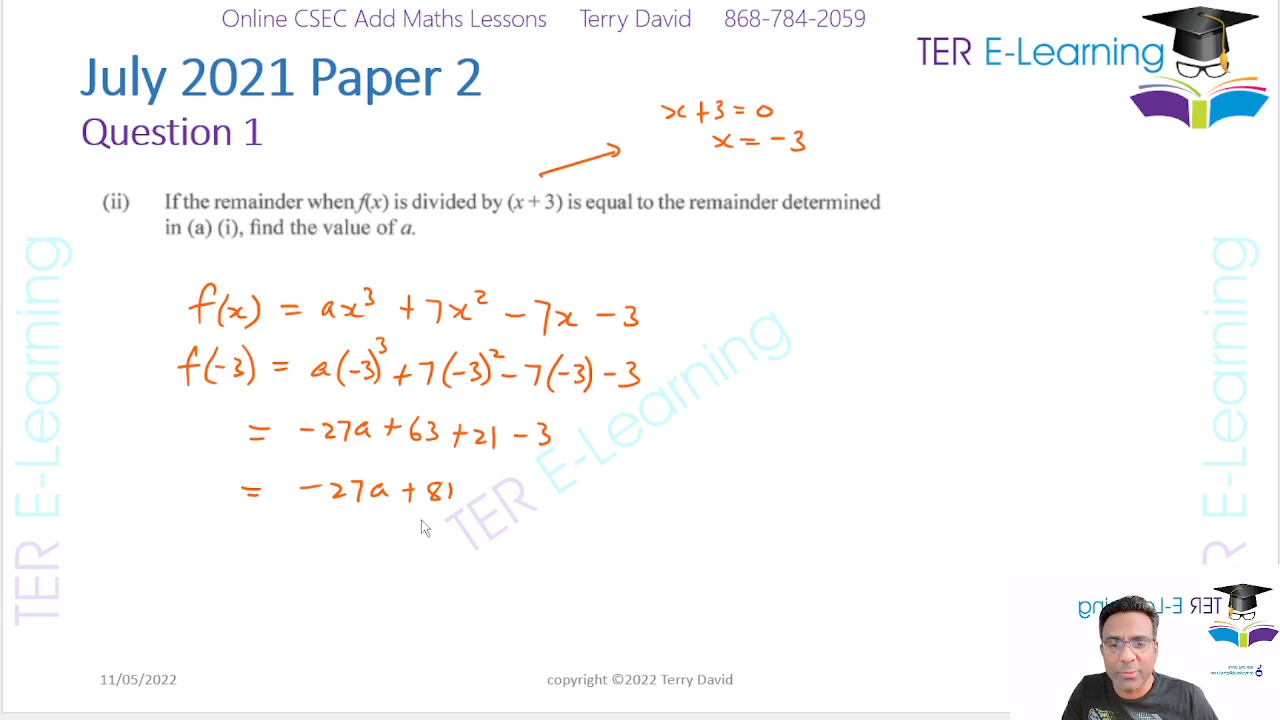 Online CSEC Add Maths Lessons Terry David 868-784-2059
TER E-Learning
July 2021 Paper 2
Question 1
x + 3 = 0
x = -3
(ii) If the remainder when f(x) is divided by (x + 3) is equal to the remainder determined
in (a) (i), find the value of a.
f(x) = ax³ + 7x² - 7x - 3
f(-3) = a(-3)³ + 7(-3)² - 7(-3) - 3
= -27a + 63 + 21 - 3
= -27a + 81
TER E-Learning
TER E-Learning
TER E-Learning
TER E-Learning
11/05/2022
copyright ©2022 Terry David